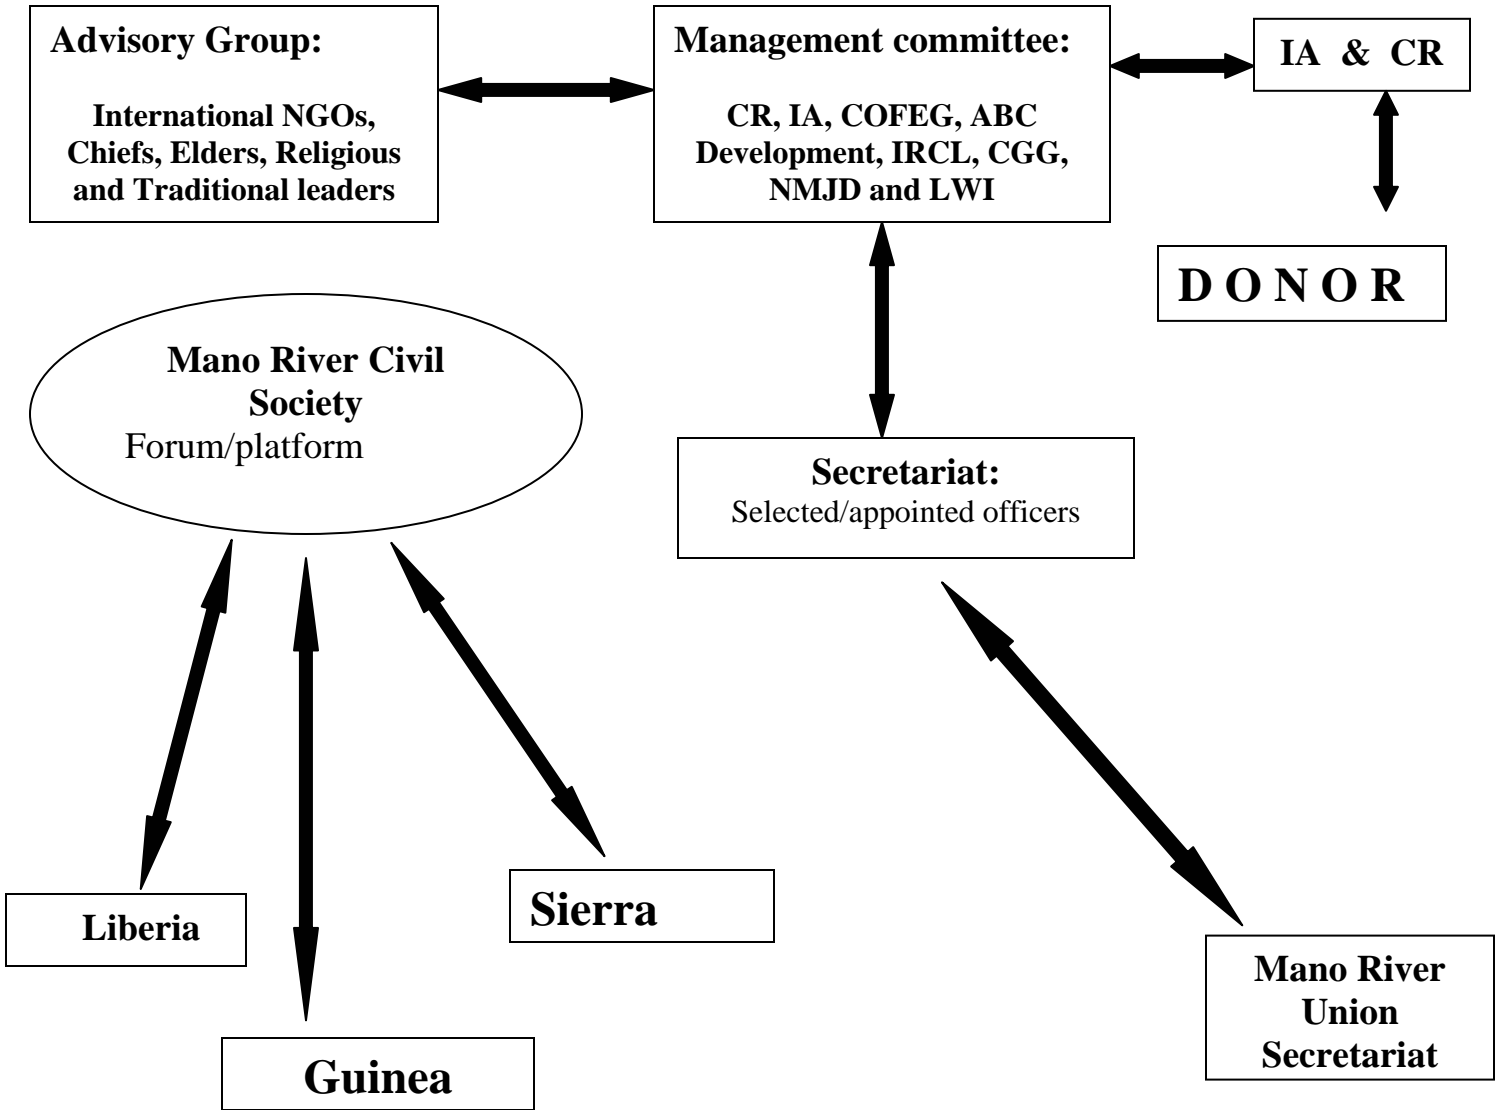 Advisory Group:
International NGOs,
Chiefs, Elders, Religious
and Traditional leaders
Management committee:
CR, IA, COFEG, ABC
Development, IRCL, CGG,
NMJD and LWI
IA & CR
D O N O R
Mano River Civil
Society
Forum/platform
Secretariat:
Selected/appointed officers
Liberia
Sierra
Guinea
Mano River
Union
Secretariat